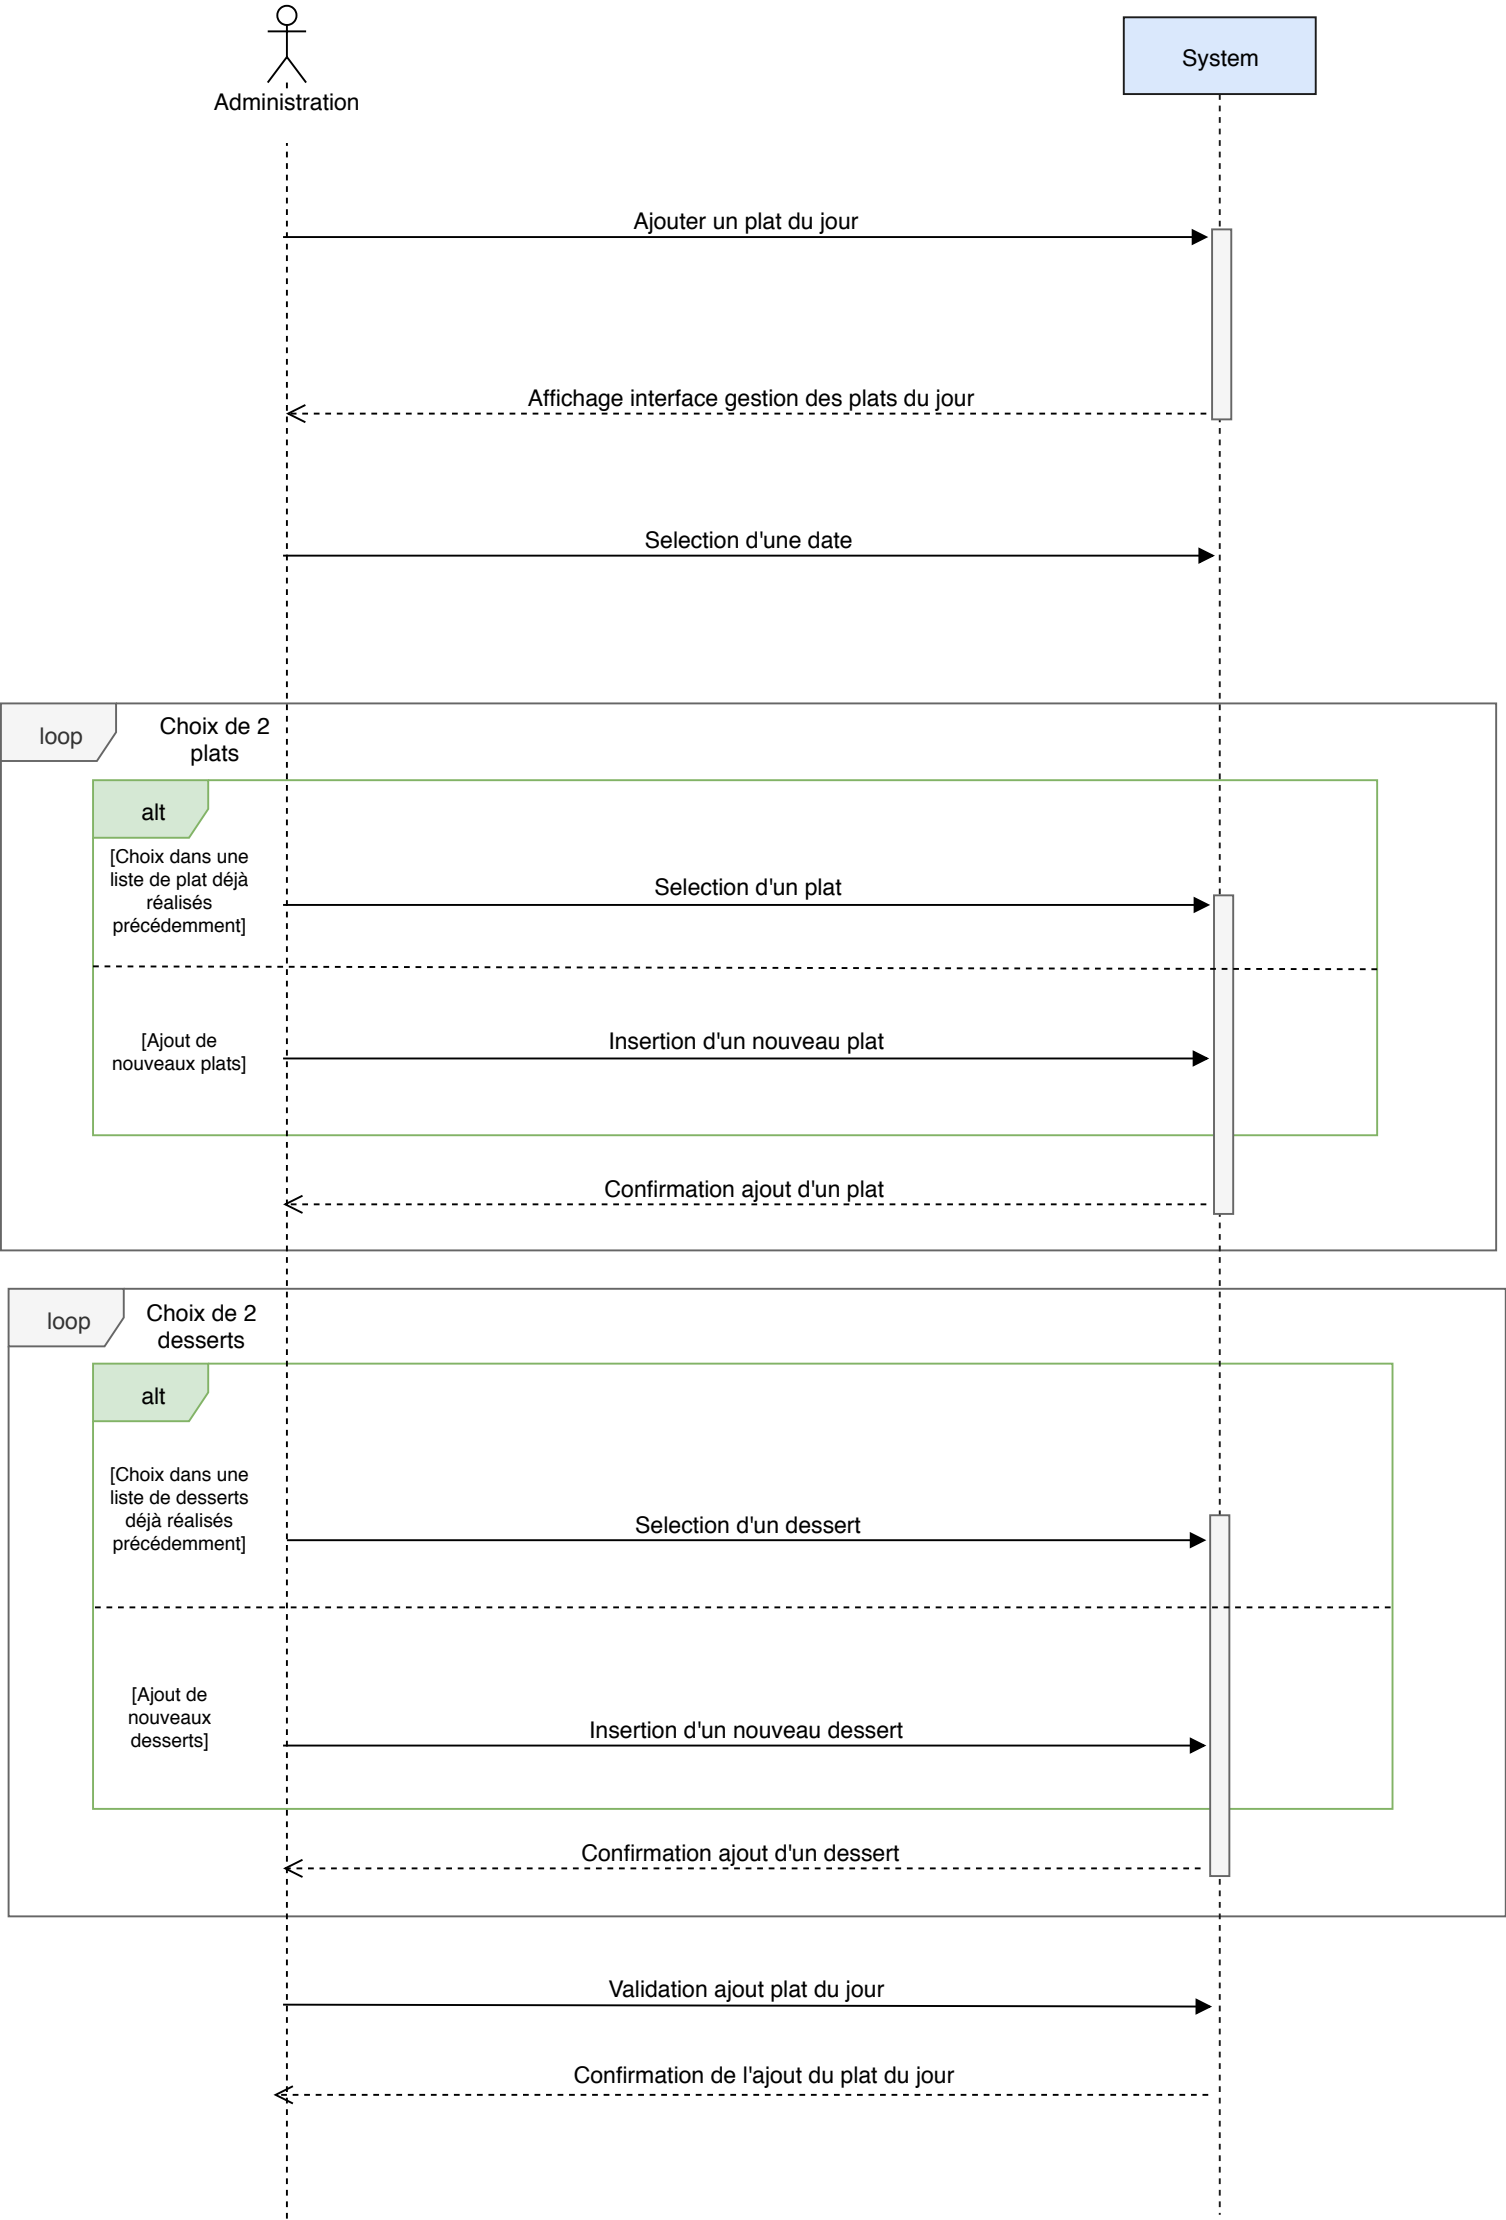 Administration
System
Ajouter un plat du jour
Affichage interface gestion des plats du jour
Selection d'une date
loop
Choix de 2
plats
alt
[Choix dans une
liste de plat déjà
réalisés
précédemment]
Selection d'un plat
[Ajout de
nouveaux plats]
Insertion d'un nouveau plat
Confirmation ajout d'un plat
loop
Choix de 2
desserts
alt
[Choix dans une
liste de desserts
déjà réalisés
précédemment]
Selection d'un dessert
[Ajout de
nouveaux
desserts]
Insertion d'un nouveau dessert
Confirmation ajout d'un dessert
Validation ajout plat du jour
Confirmation de l'ajout du plat du jour